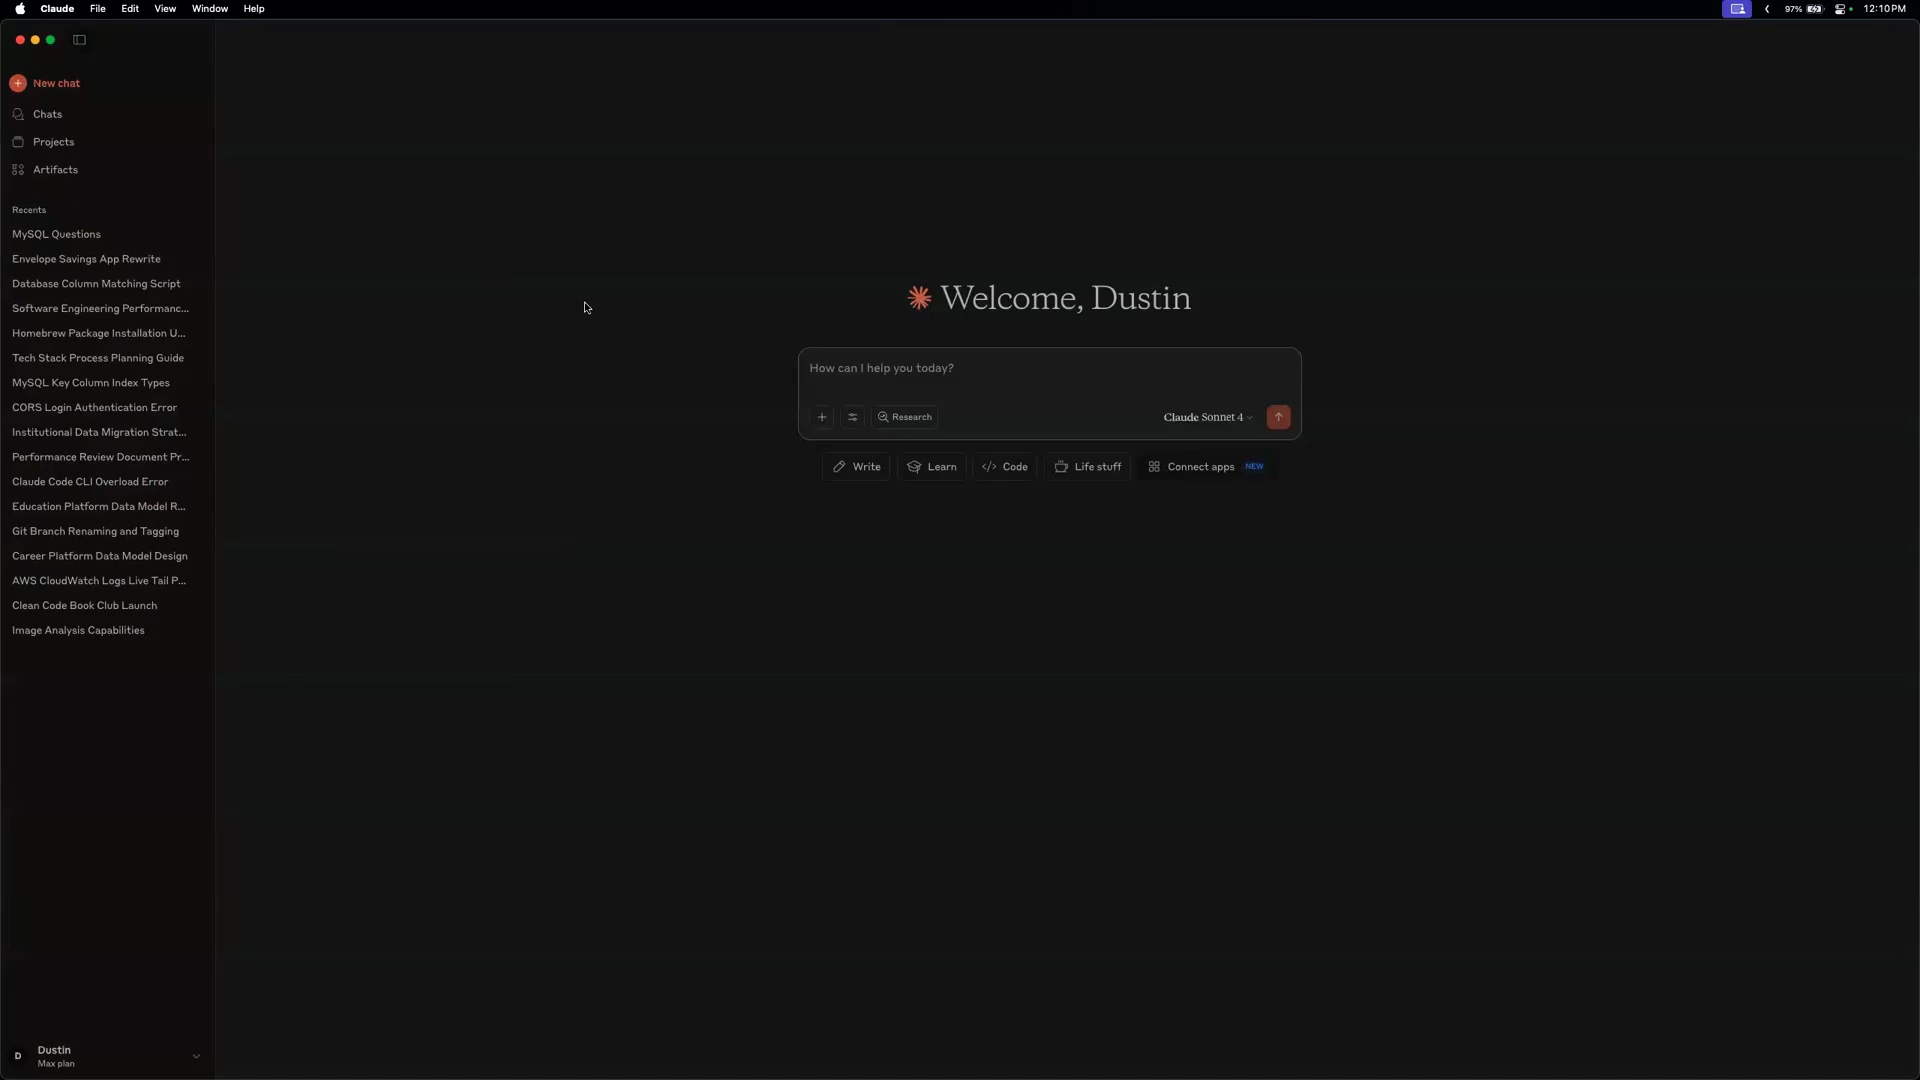 Claude File Edit View Window Help 97% 12:10 PM
New chat
Chats
Projects
Artifacts
Recents
MySQL Questions
Envelope Savings App Rewrite
Database Column Matching Script
Software Engineering Performanc...
Homebrew Package Installation U...
Tech Stack Process Planning Guide
MySQL Key Column Index Types
CORS Login Authentication Error
Institutional Data Migration Strat...
Performance Review Document Pr...
Claude Code CLI Overload Error
Education Platform Data Model R...
Git Branch Renaming and Tagging
Career Platform Data Model Design
AWS CloudWatch Logs Live Tail P...
Clean Code Book Club Launch
Image Analysis Capabilities
D Dustin
Max plan
Welcome, Dustin
How can I help you today?
Research Claude Sonnet 4
Write Learn Code Life stuff Connect apps NEW